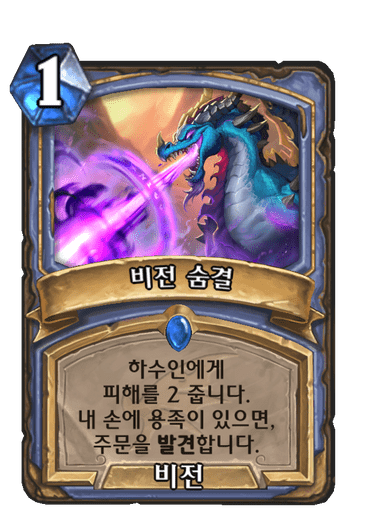 1
비전 숨결
하수인에게
피해를 2 줍니다.
내 손에 용족이 있으면,
주문을 발견합니다.
비전